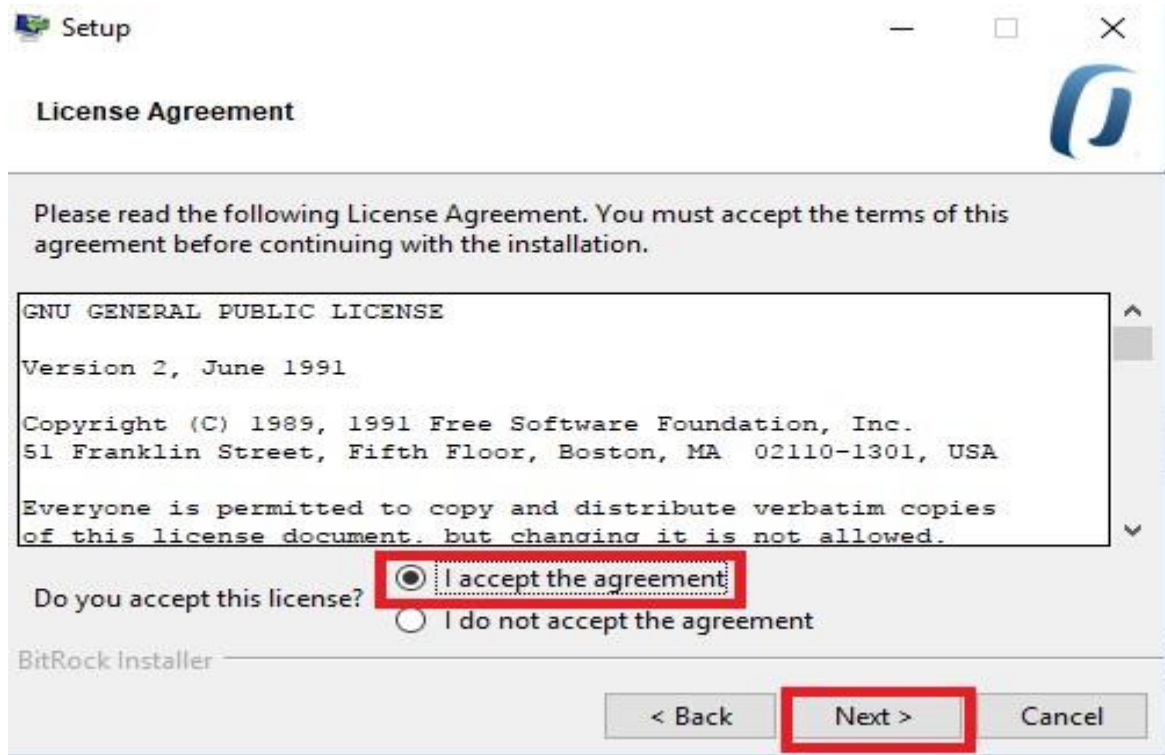 Setup
License Agreement
Please read the following License Agreement. You must accept the terms of this
agreement before continuing with the installation.
GNU GENERAL PUBLIC LICENSE
Version 2, June 1991
Copyright (C) 1989, 1991 Free Software Foundation, Inc.
51 Franklin Street, Fifth Floor, Boston, MA  02110-1301, USA
Everyone is permitted to copy and distribute verbatim copies
of this license document, but changing it is not allowed.
Do you accept this license?
I accept the agreement
I do not accept the agreement
BitRock Installer
< Back
Next >
Cancel